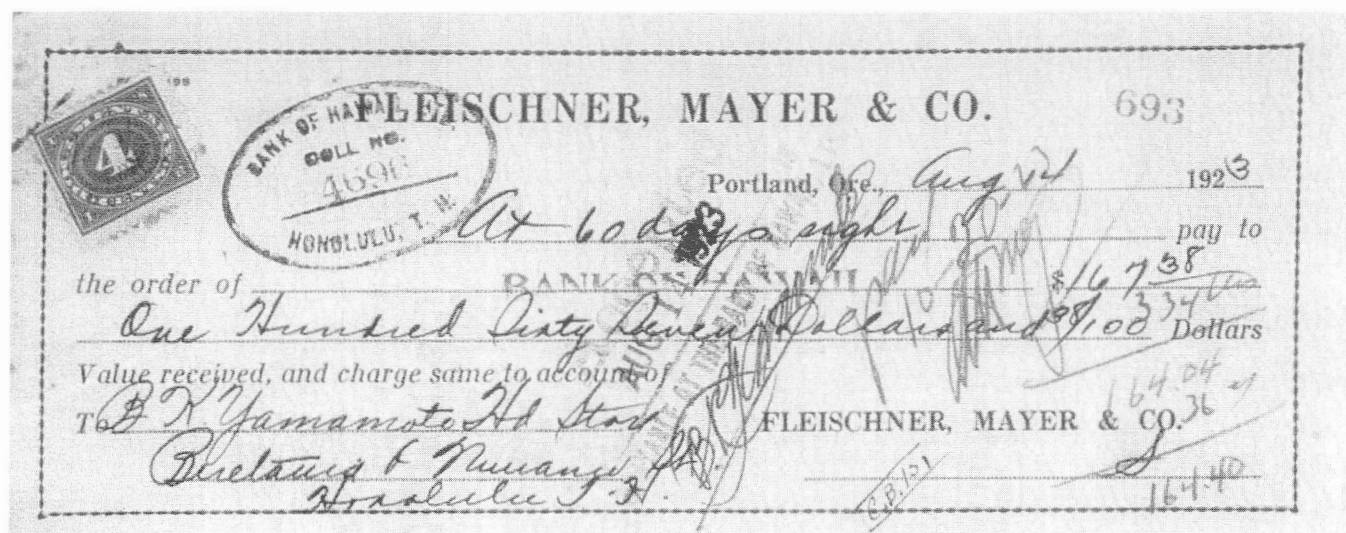 FLEISCHNER, MAYER & CO.
693
4
BANK OF HAWAII
COLL NO.
4696
HONOLULU, T. H.
Portland, Ore., Aug 24 1923
At 60 days sight pay to
the order of BANK OF HAWAII $167 38
One Hundred Sixty Seven Dollars and 38/100 Dollars
334
Value received, and charge same to account of
164.04
36
To B K Yamamoto Hd Store
FLEISCHNER, MAYER & CO.
Beretania & Nuuanu Sts.
Honolulu T. H.
C.B.151
164.40